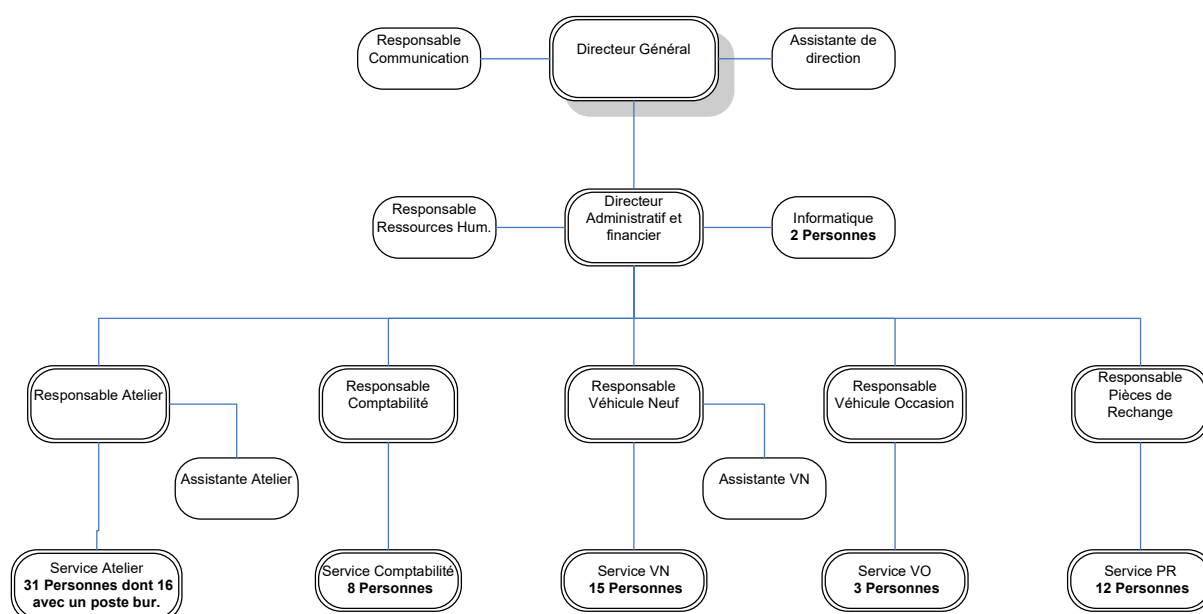 Responsable
Communication
Directeur Général
Assistante de
direction
Responsable
Ressources Hum.
Directeur
Administratif et
financier
Informatique
2 Personnes
Responsable Atelier
Responsable
Comptabilité
Responsable
Véhicule Neuf
Responsable
Véhicule Occasion
Responsable
Pièces de
Rechange
Assistante Atelier
Assistante VN
Service Atelier
31 Personnes dont 16
avec un poste bur.
Service Comptabilité
8 Personnes
Service VN
15 Personnes
Service VO
3 Personnes
Service PR
12 Personnes